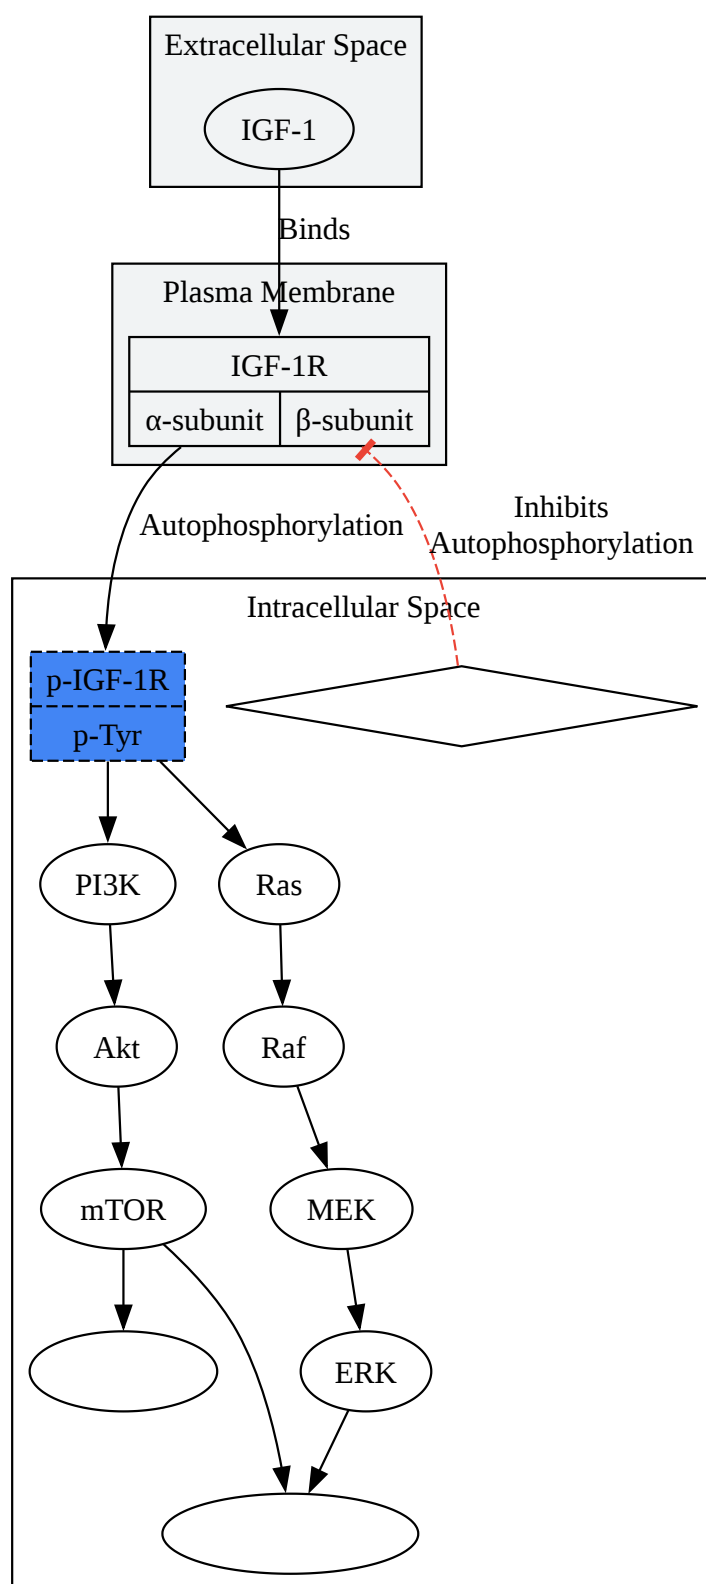 Extracellular Space
IGF-1
Binds
Plasma Membrane
IGF-1R
α-subunit
β-subunit
Autophosphorylation
Inhibits
Autophosphorylation
Intracellular Space
p-IGF-1R
p-Tyr
PI3K
Ras
Akt
Raf
mTOR
MEK
ERK